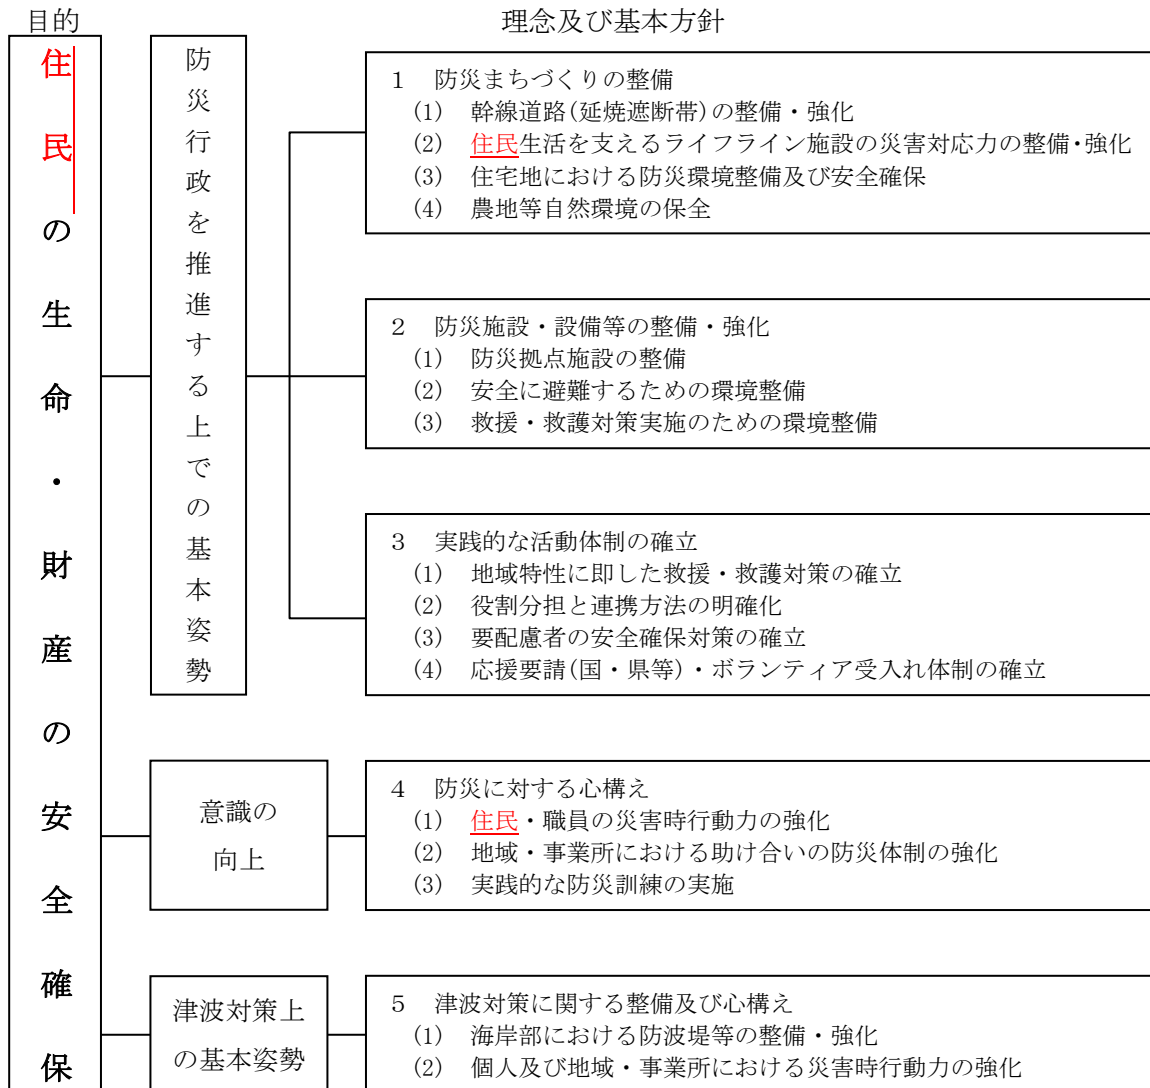 目的
理念及び基本方針
住民の生命・財産の安全確保
防災行政を推進する上での基本姿勢
1 防災まちづくりの整備
(1) 幹線道路(延焼遮断帯)の整備・強化
(2) 住民生活を支えるライフライン施設の災害対応力の整備・強化
(3) 住宅地における防災環境整備及び安全確保
(4) 農地等自然環境の保全
2 防災施設・設備等の整備・強化
(1) 防災拠点施設の整備
(2) 安全に避難するための環境整備
(3) 救援・救護対策実施のための環境整備
3 実践的な活動体制の確立
(1) 地域特性に即した救援・救護対策の確立
(2) 役割分担と連携方法の明確化
(3) 要配慮者の安全確保対策の確立
(4) 応援要請(国・県等)・ボランティア受入れ体制の確立
意識の
向上
4 防災に対する心構え
(1) 住民・職員の災害時行動力の強化
(2) 地域・事業所における助け合いの防災体制の強化
(3) 実践的な防災訓練の実施
津波対策上
の基本姿勢
5 津波対策に関する整備及び心構え
(1) 海岸部における防波堤等の整備・強化
(2) 個人及び地域・事業所における災害時行動力の強化